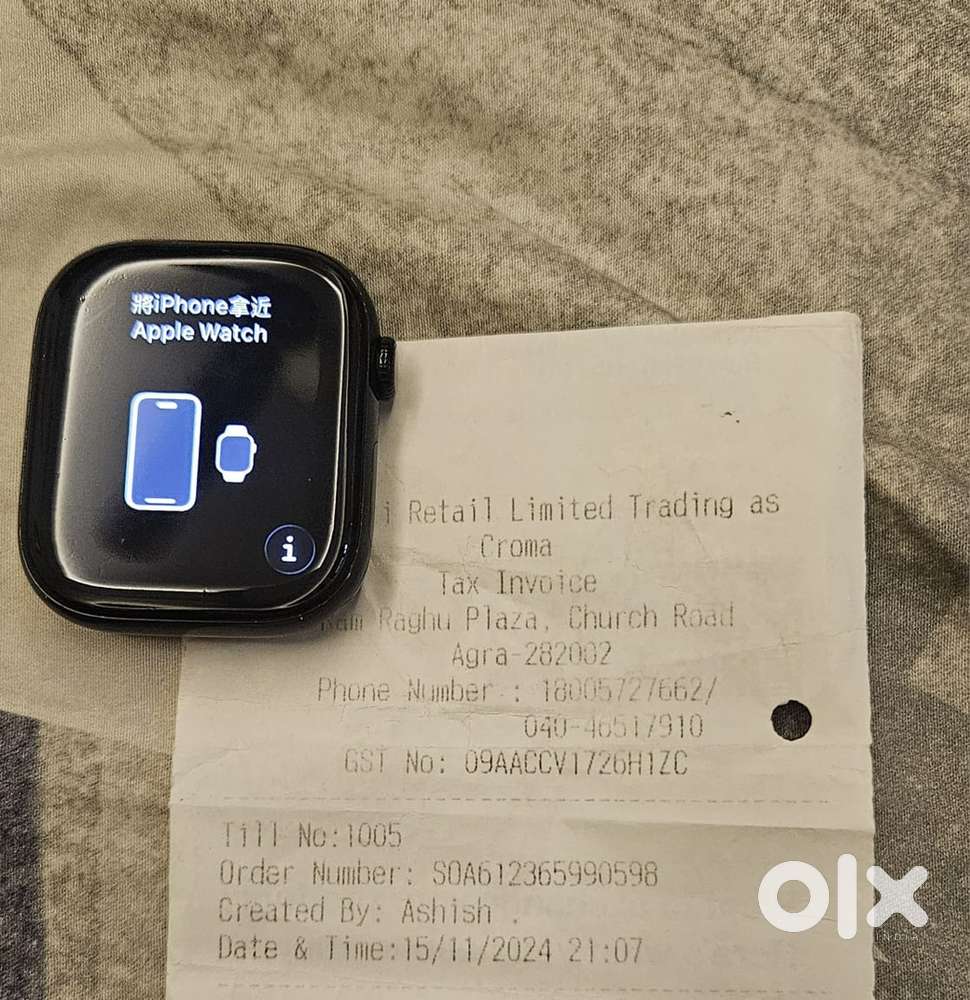 將iPhone拿近
Apple Watch
i
i Retail Limited Trading as
Croma
Tax Invoice
Raghu Plaza, Church Road
Agra-282002
Phone Number : 18005727662/
040-46517910
GST No: 09AACCV1726H1ZC
Till No:1005
Order Number: SOA612365990598
Created By: Ashish .
Date & Time:15/11/2024 21:07
olx
INDIA